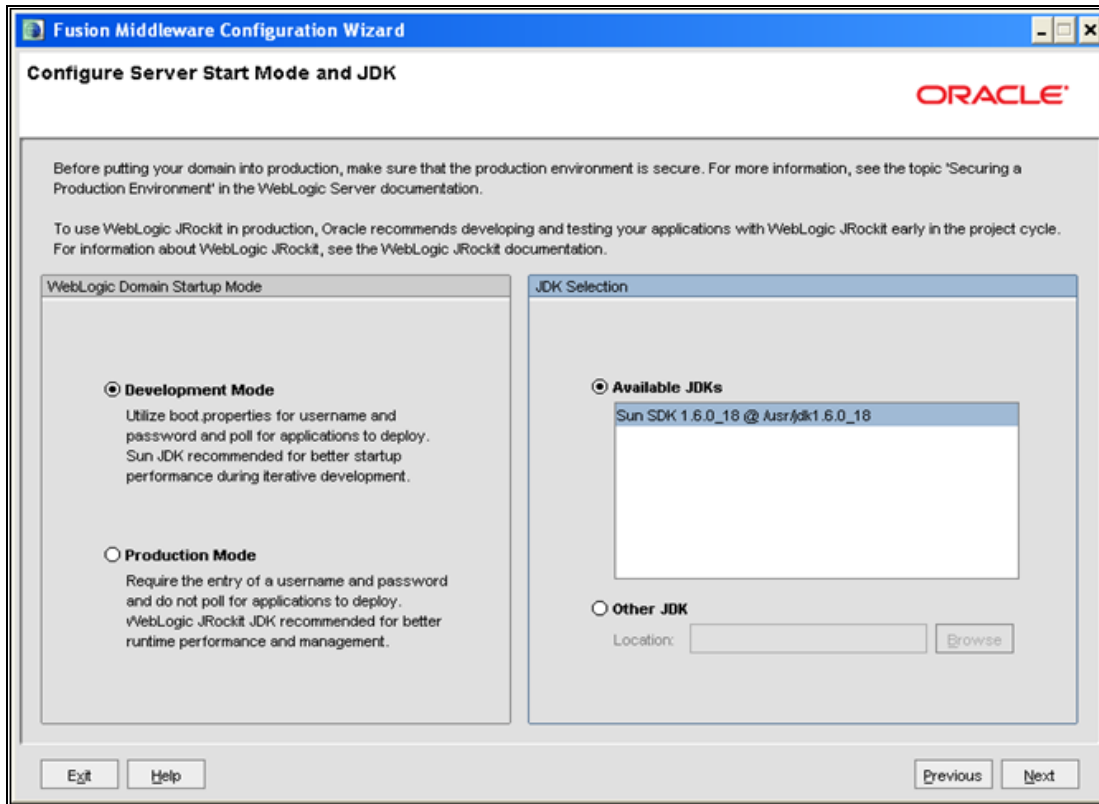 Fusion Middleware Configuration Wizard
Configure Server Start Mode and JDK
ORACLE
Before putting your domain into production, make sure that the production environment is secure. For more information, see the topic 'Securing a
Production Environment' in the WebLogic Server documentation.
To use WebLogic JRockit in production, Oracle recommends developing and testing your applications with WebLogic JRockit early in the project cycle.
For information about WebLogic JRockit, see the WebLogic JRockit documentation.
WebLogic Domain Startup Mode
Development Mode
Utilize boot.properties for username and
password and poll for applications to deploy.
Sun JDK recommended for better startup
performance during iterative development.
Production Mode
Require the entry of a username and password
and do not poll for applications to deploy.
WebLogic JRockit JDK recommended for better
runtime performance and management.
JDK Selection
Available JDKs
Sun SDK 1.6.0_18 @ /usr/jdk1.6.0_18
Other JDK
Location:
Browse
Exit
Help
Previous
Next